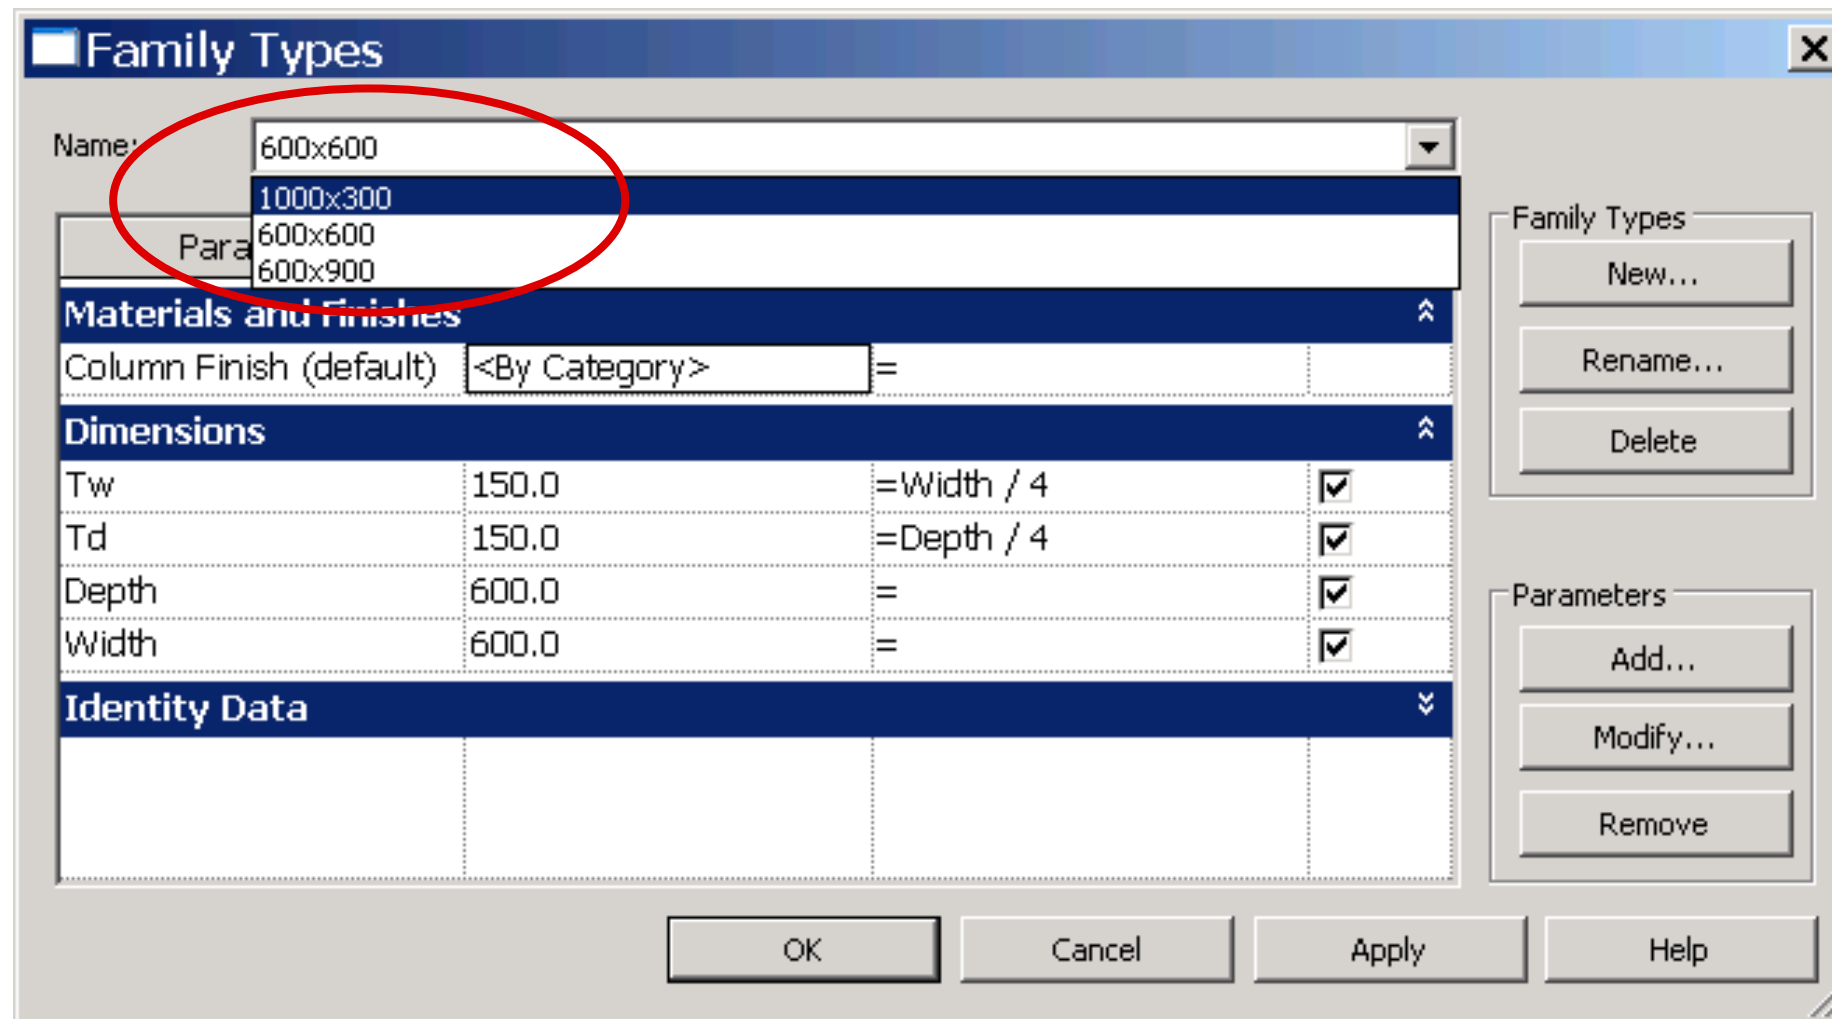 Family Types
Name: 600x600
1000x300
600x600
600x900
Para
Materials and Finishes
Column Finish (default) <By Category> =
Dimensions
Tw 150.0 =Width / 4
Td 150.0 =Depth / 4
Depth 600.0 =
Width 600.0 =
Identity Data
Family Types
New...
Rename...
Delete
Parameters
Add...
Modify...
Remove
OK Cancel Apply Help